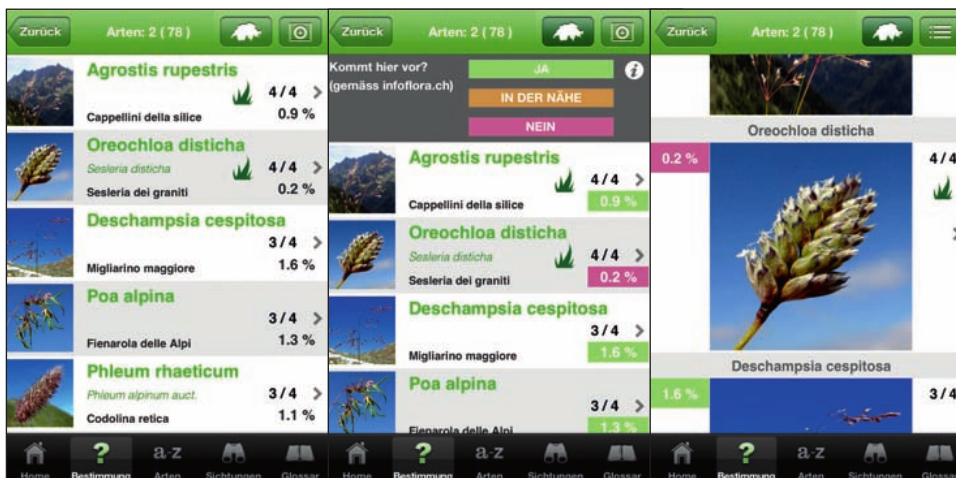 Zurück
Arten: 2 ( 78 )
Agrostis rupestris
4 / 4
Cappellini della silice
0.9 %
Oreochloa disticha
Sesleria disticha
4 / 4
Sesleria dei graniti
0.2 %
Deschampsia cespitosa
3 / 4
Migliarino maggiore
1.6 %
Poa alpina
3 / 4
Fienarola delle Alpi
1.3 %
Phleum rhaeticum
Phleum alpinum auct.
3 / 4
Codolina retica
1.1 %
Home
?
Bestimmung
a-z
Arten
Sichtungen
Glossar
Zurück
Arten: 2 ( 78 )
Kommt hier vor?
(gemäss infoflora.ch)
JA
i
IN DER NÄHE
NEIN
Agrostis rupestris
4 / 4
Cappellini della silice
0.9 %
Oreochloa disticha
Sesleria disticha
4 / 4
Sesleria dei graniti
0.2 %
Deschampsia cespitosa
3 / 4
Migliarino maggiore
1.6 %
Poa alpina
3 / 4
Fienarola delle Alpi
1.3 %
Home
?
Bestimmung
a-z
Arten
Sichtungen
Glossar
Zurück
Arten: 2 ( 78 )
Oreochloa disticha
0.2 %
4 / 4
Deschampsia cespitosa
1.6 %
3 / 4
Home
?
Bestimmung
a-z
Arten
Sichtungen
Glossar